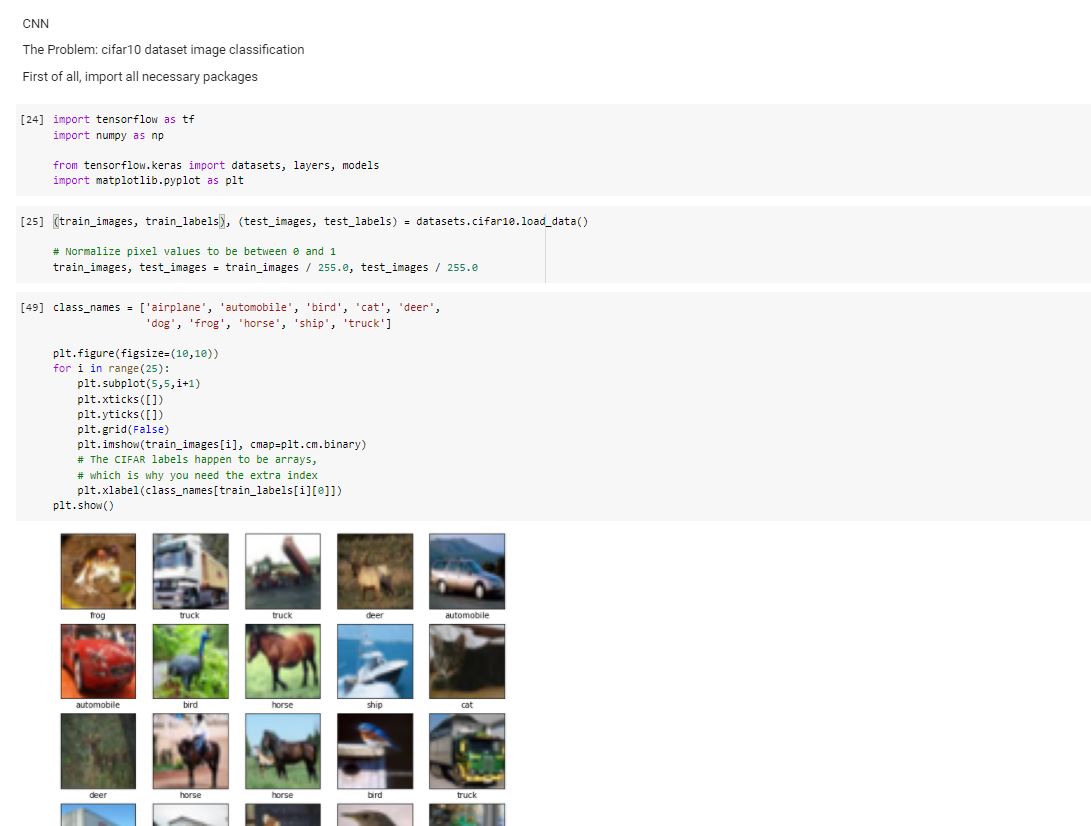 CNN
The Problem: cifar10 dataset image classification
First of all, import all necessary packages
[24] import tensorflow as tf
import numpy as np
from tensorflow.keras import datasets, layers, models
import matplotlib.pyplot as plt
[25] (train_images, train_labels), (test_images, test_labels) = datasets.cifar10.load_data()
# Normalize pixel values to be between 0 and 1
train_images, test_images = train_images / 255.0, test_images / 255.0
[49] class_names = ['airplane', 'automobile', 'bird', 'cat', 'deer',
'dog', 'frog', 'horse', 'ship', 'truck']
plt.figure(figsize=(10,10))
for i in range(25):
plt.subplot(5,5,i+1)
plt.xticks([])
plt.yticks([])
plt.grid(False)
plt.imshow(train_images[i], cmap=plt.cm.binary)
# The CIFAR labels happen to be arrays,
# which is why you need the extra index
plt.xlabel(class_names[train_labels[i][0]])
plt.show()
frog truck truck deer automobile
automobile bird horse ship cat
deer horse horse bird truck